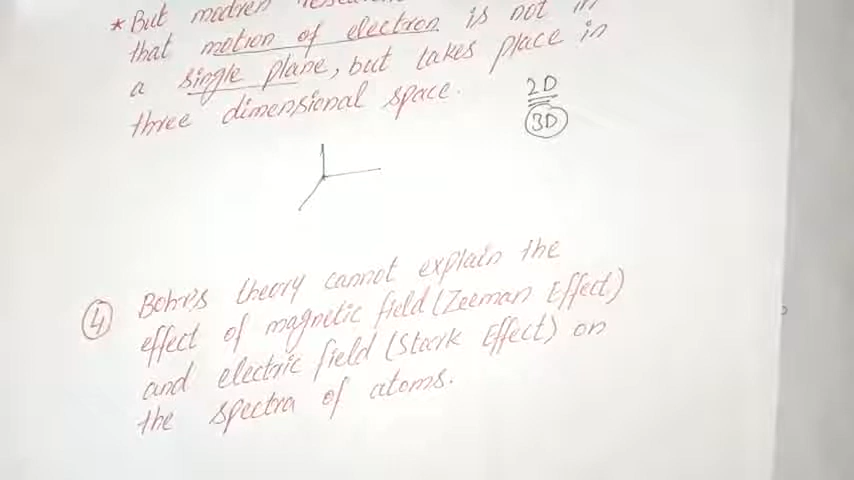 * But modren
that motion of electron is not in
a single plane, but takes place in
three dimensional space.
2D
3D
4 Bohr's theory cannot explain the
effect of magnetic field (Zeeman Effect)
and electric field (Stark Effect) on
the spectra of atoms.